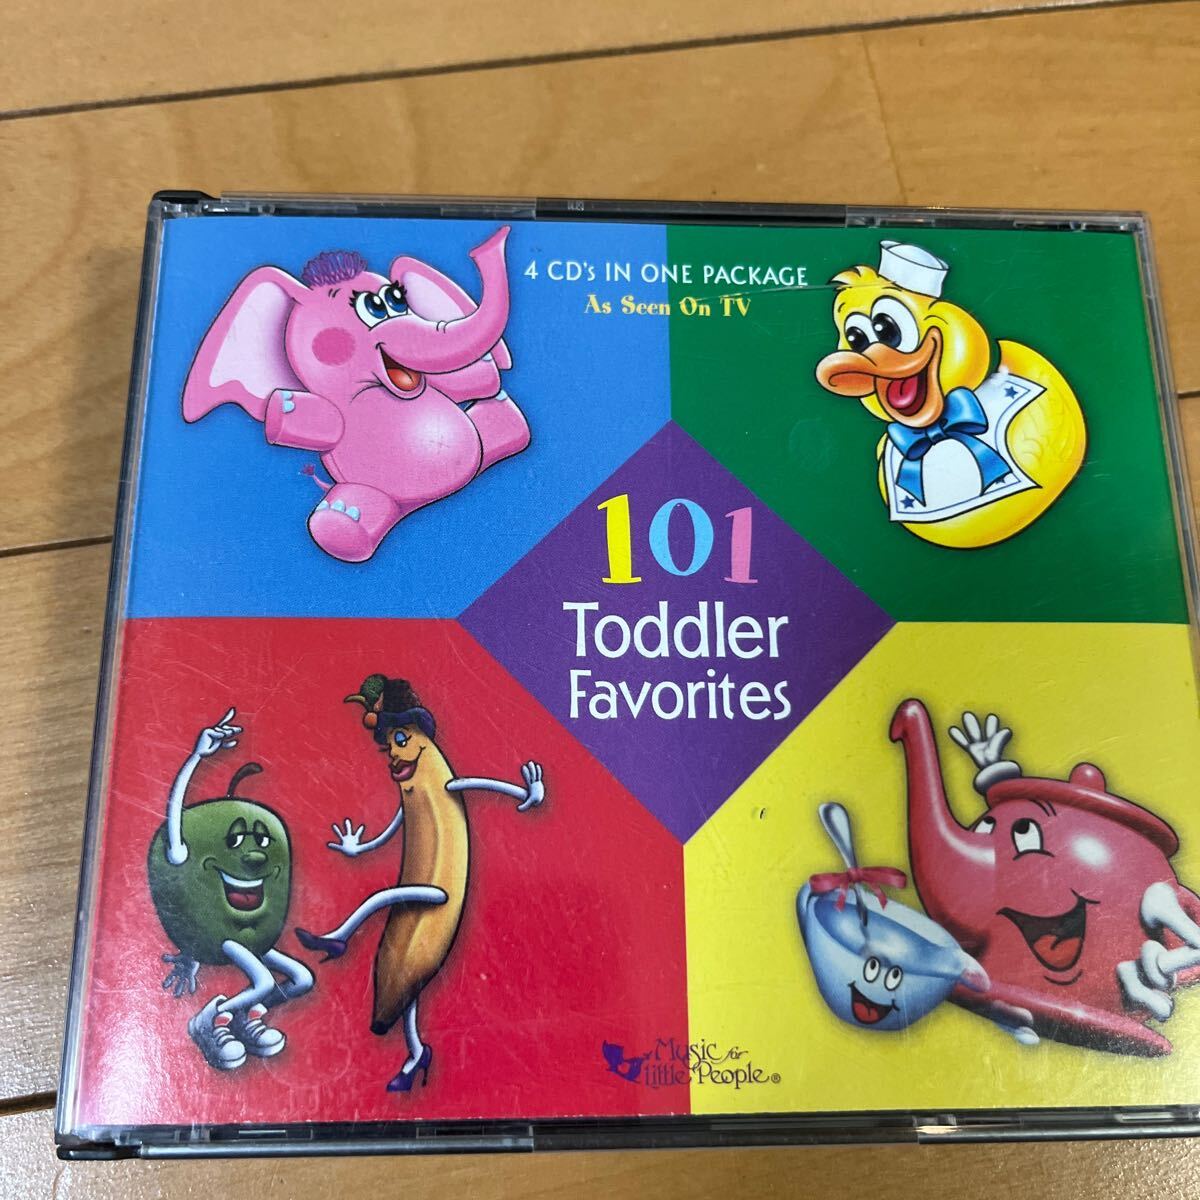 4 CD's IN ONE PACKAGE
As Seen On TV
101
Toddler
Favorites
Music for
Little People®